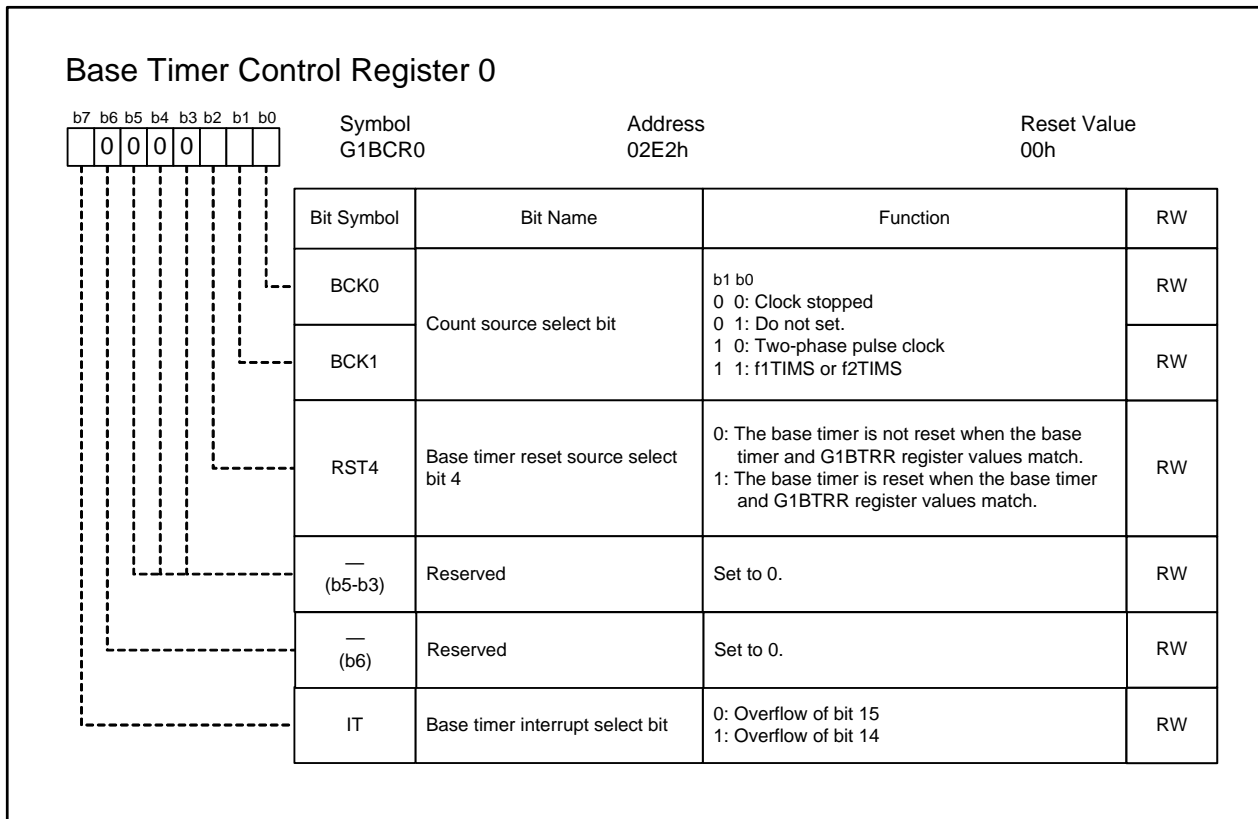 Base Timer Control Register 0
b7 b6 b5 b4 b3 b2 b1 b0
0 0 0 0
Symbol Address Reset Value
G1BCR0 02E2h 00h
Bit Symbol Bit Name Function RW
BCK0
BCK1
Count source select bit
b1 b0
0 0: Clock stopped
0 1: Do not set.
1 0: Two-phase pulse clock
1 1: f1TIMS or f2TIMS
RW
RW
RST4
Base timer reset source select
bit 4
0: The base timer is not reset when the base
timer and G1BTRR register values match.
1: The base timer is reset when the base timer
and G1BTRR register values match.
RW
—
(b5-b3)
Reserved
Set to 0.
RW
—
(b6)
Reserved
Set to 0.
RW
IT
Base timer interrupt select bit
0: Overflow of bit 15
1: Overflow of bit 14
RW